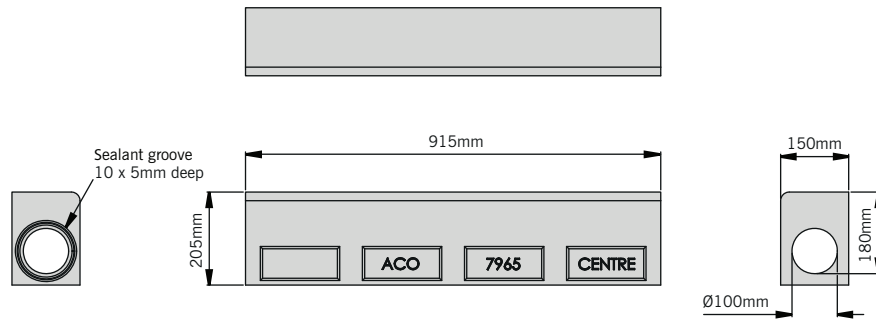 915mm
150mm
Sealant groove
10 x 5mm deep
205mm
180mm
ACO
7965
CENTRE
Ø100mm